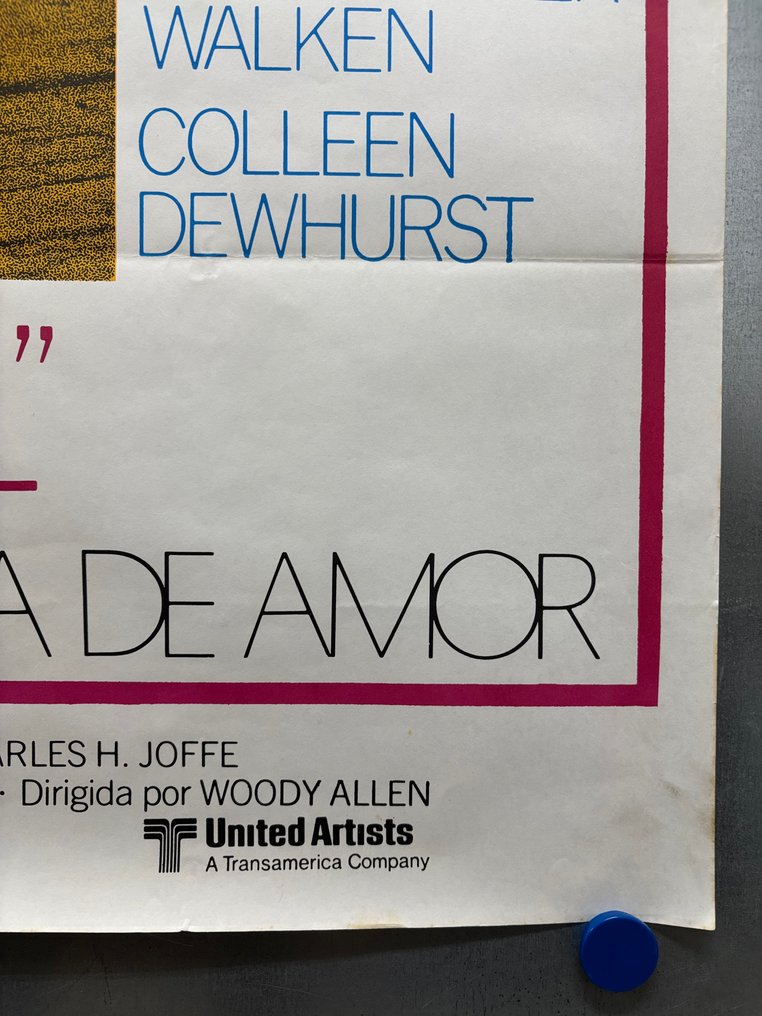 WALKEN
COLLEEN
DEWHURST
”
A DE AMOR
ARLES H. JOFFE
· Dirigida por WOODY ALLEN
United Artists
A Transamerica Company